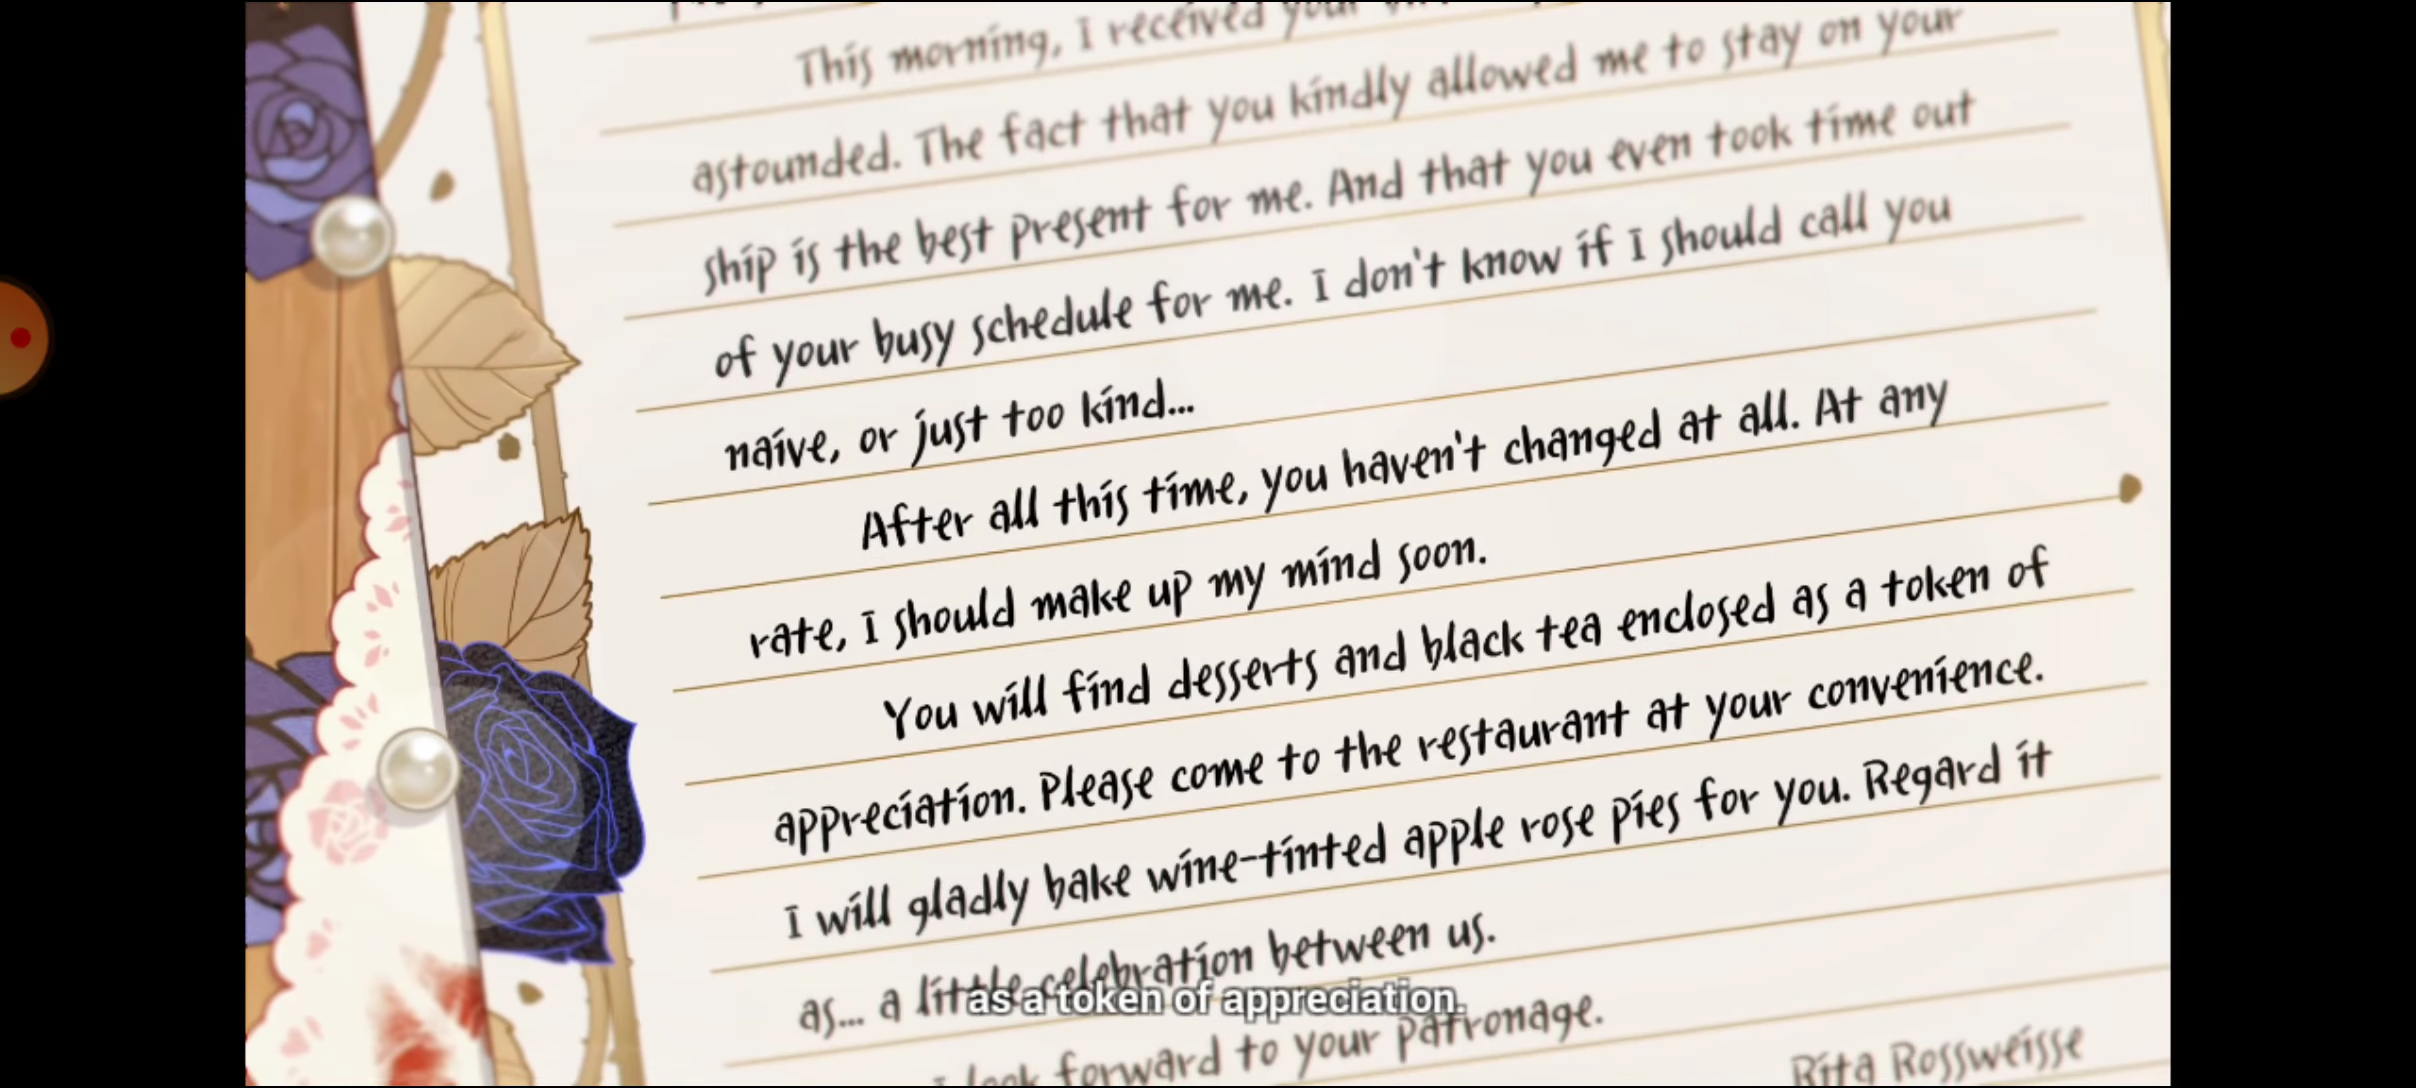 This morning, I received your
astounded. The fact that you kindly allowed me to stay on your
ship is the best present for me. And that you even took time out
of your busy schedule for me. I don't know if I should call you
naive, or just too kind...
After all this time, you haven't changed at all. At any
rate, I should make up my mind soon.
You will find desserts and black tea enclosed as a token of
appreciation. Please come to the restaurant at your convenience.
I will gladly bake wine-tinted apple rose pies for you. Regard it
as... a little celebration between us.
as a token of appreciation.
I look forward to your patronage.
Rita Rossweisse